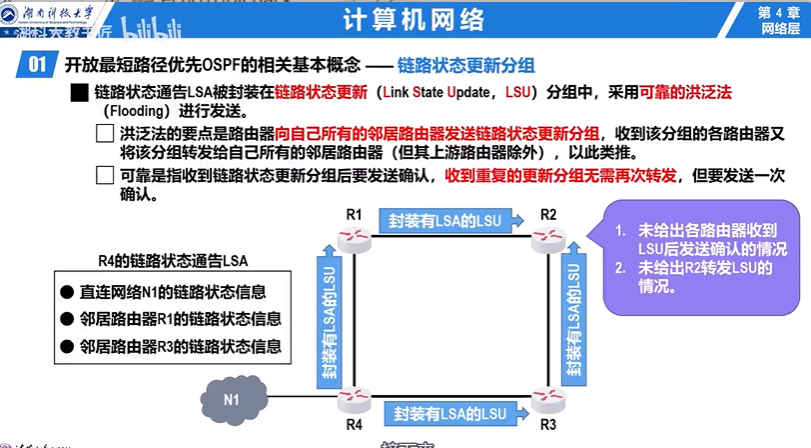 湖南科技大学
Hunan University of Science and Technology
湖科大教书匠 bilibili
计算机网络
第 4 章
网络层
01 开放最短路径优先OSPF的相关基本概念 —— 链路状态更新分组
链路状态通告LSA被封装在链路状态更新（Link State Update，LSU）分组中，采用可靠的洪泛法
（Flooding）进行发送。
洪泛法的要点是路由器向自己所有的邻居路由器发送链路状态更新分组，收到该分组的各路由器又
将该分组转发给自己所有的邻居路由器（但其上游路由器除外），以此类推。
可靠是指收到链路状态更新分组后要发送确认，收到重复的更新分组无需再次转发，但要发送一次
确认。
R1
封装有LSA的LSU
R2
1. 未给出各路由器收到
LSU后发送确认的情况
2. 未给出R2转发LSU的
情况。
R4的链路状态通告LSA
● 直连网络N1的链路状态信息
● 邻居路由器R1的链路状态信息
● 邻居路由器R3的链路状态信息
封装有LSA的LSU
封装有LSA的LSU
N1
R4
封装有LSA的LSU
R3